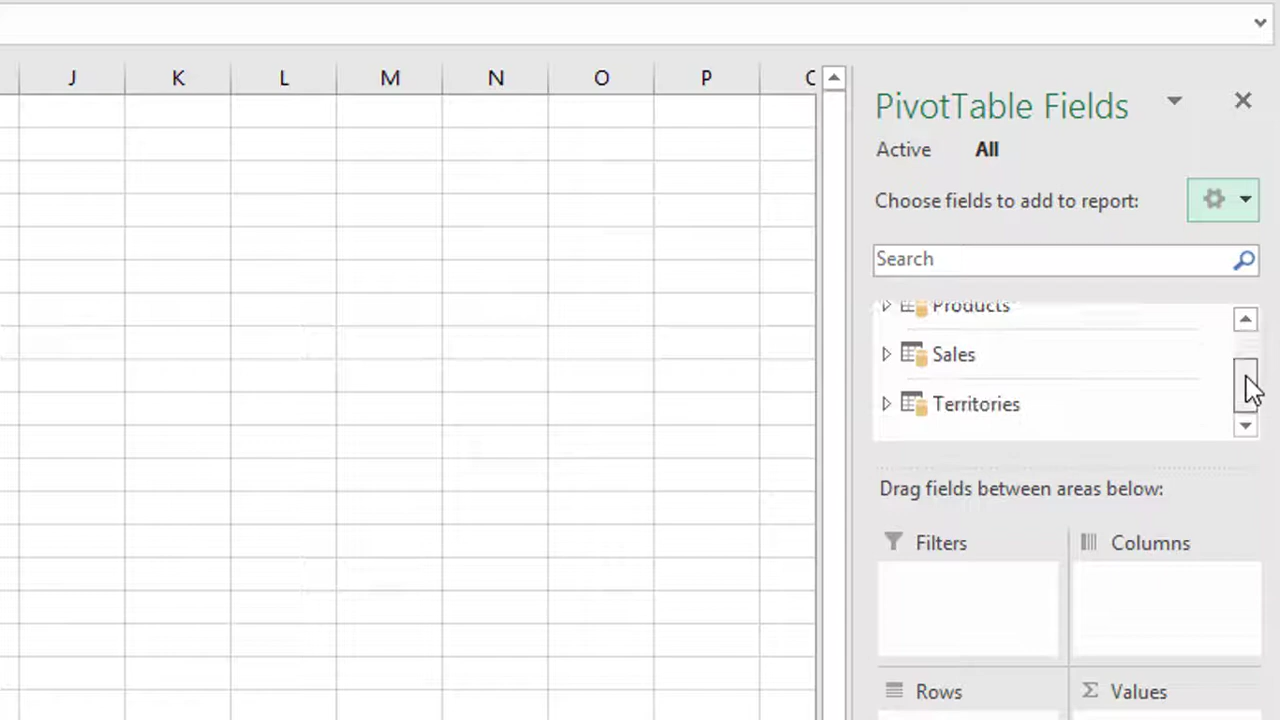 J K L M N O P
PivotTable Fields
Active All
Choose fields to add to report:
Search
Products
Sales
Territories
Drag fields between areas below:
Filters Columns
Rows Σ Values